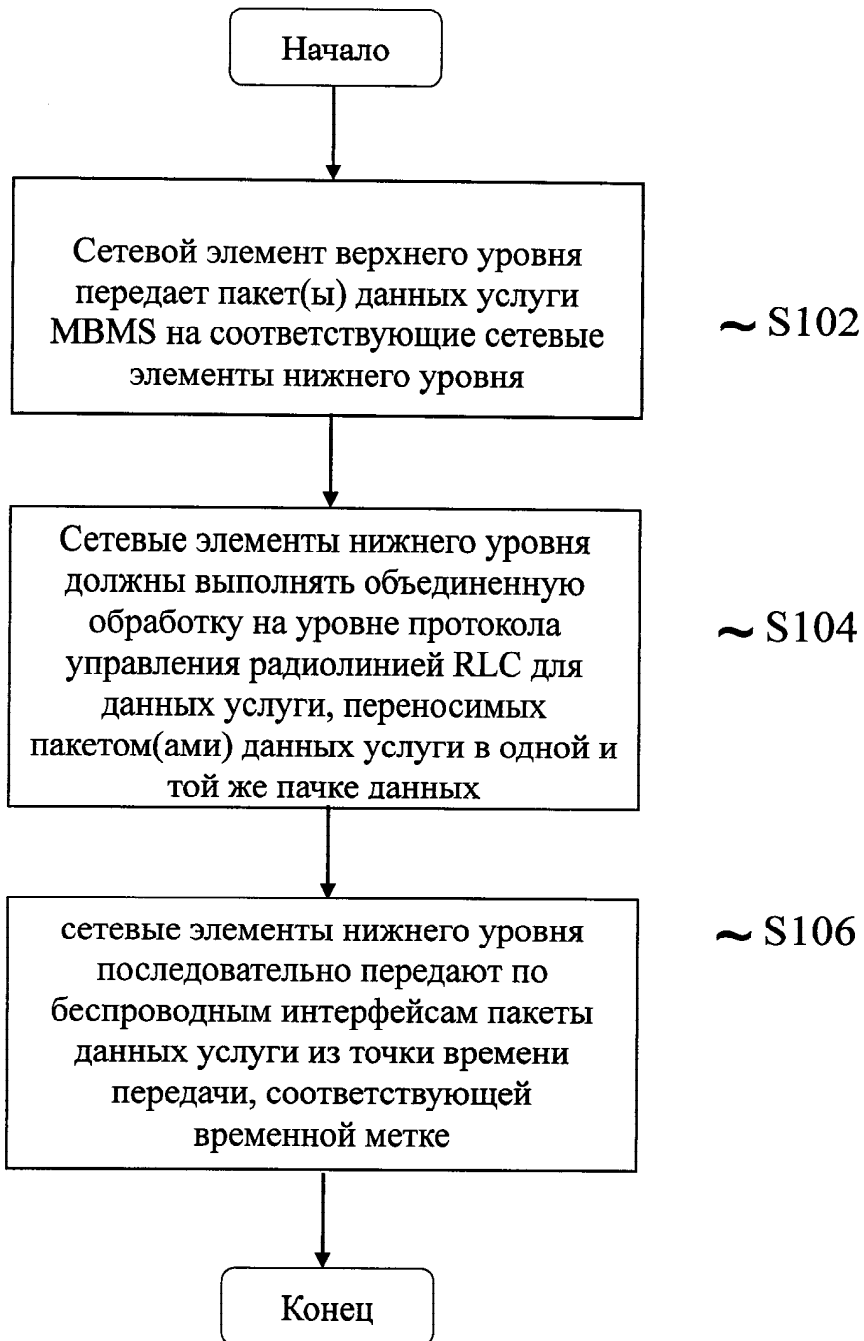 Начало
Сетевой элемент верхнего уровня
передает пакет(ы) данных услуги
MBMS на соответствующие сетевые
элементы нижнего уровня
~ S102
Сетевые элементы нижнего уровня
должны выполнять объединенную
обработку на уровне протокола
управления радиолинией RLC для
данных услуги, переносимых
пакетом(ами) данных услуги в одной и
той же пачке данных
~ S104
сетевые элементы нижнего уровня
последовательно передают по
беспроводным интерфейсам пакеты
данных услуги из точки времени
передачи, соответствующей
временной метке
~ S106
Конец